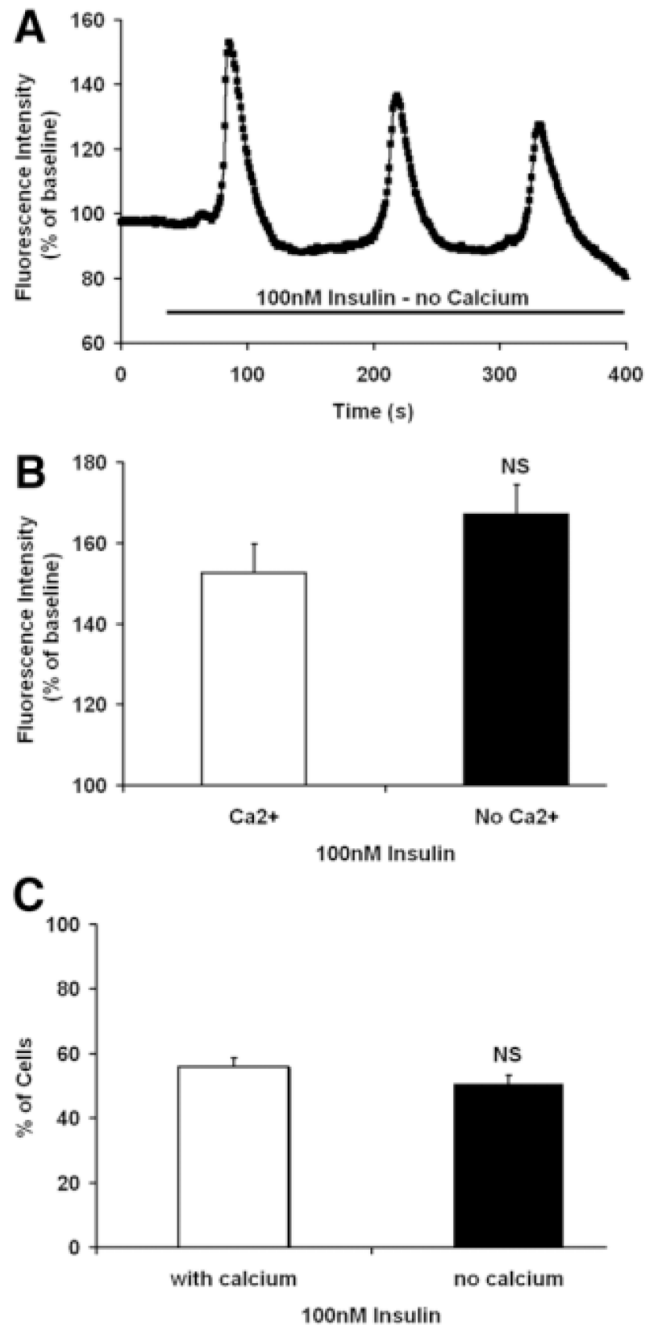 A
Fluorescence Intensity
(% of baseline)
160
140
120
100
80
60
100nM Insulin - no Calcium
0 100 200 300 400
Time (s)
B
Fluorescence Intensity
(% of baseline)
180
160
140
120
100
NS
Ca2+ No Ca2+
100nM Insulin
C
% of Cells
100
80
60
40
20
0
NS
with calcium no calcium
100nM Insulin